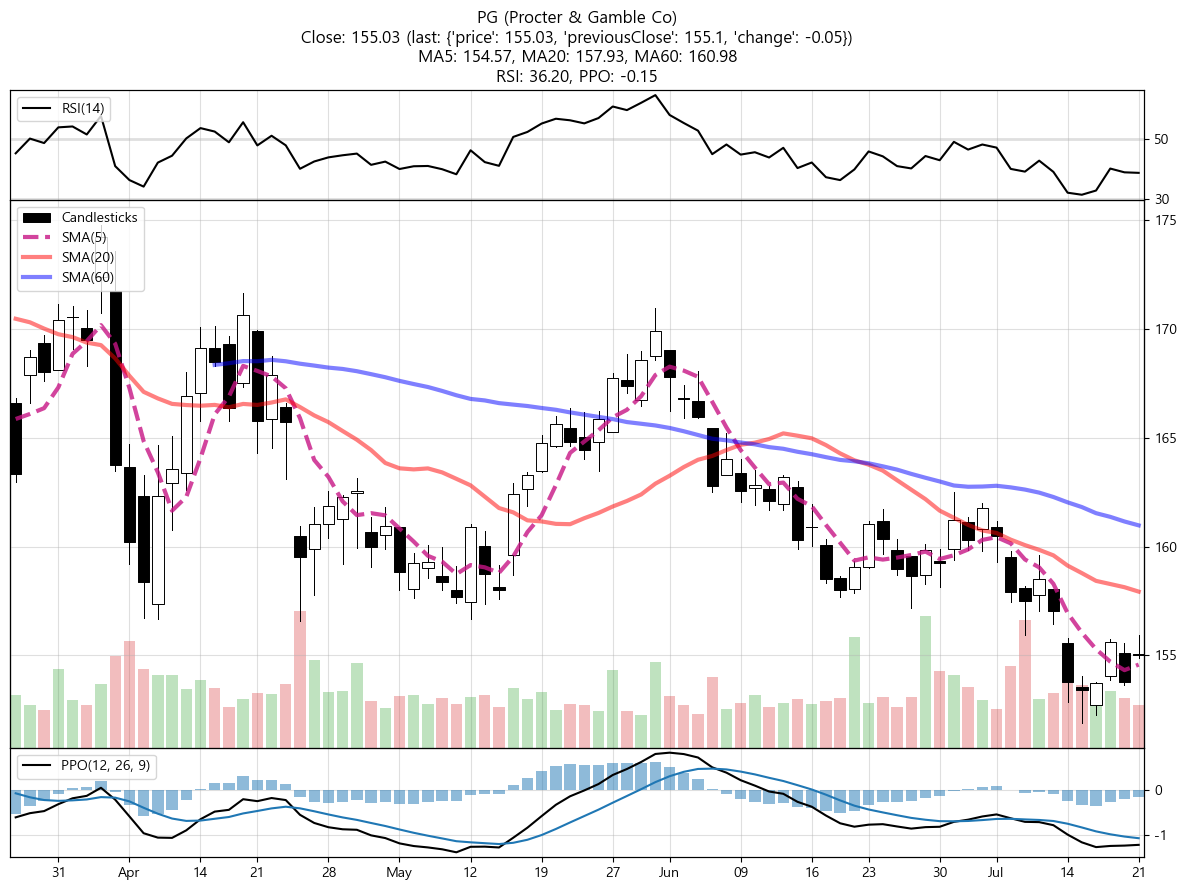 PG (Procter & Gamble Co)
Close: 155.03 (last: {'price': 155.03, 'previousClose': 155.1, 'change': -0.05})
MA5: 154.57, MA20: 157.93, MA60: 160.98
RSI: 36.20, PPO: -0.15
RSI(14)
50
30
Candlesticks
SMA(5)
SMA(20)
SMA(60)
175
170
165
160
155
PPO(12, 26, 9)
0
-1
31 Apr 14 21 28 May 12 19 27 Jun 09 16 23 30 Jul 14 21